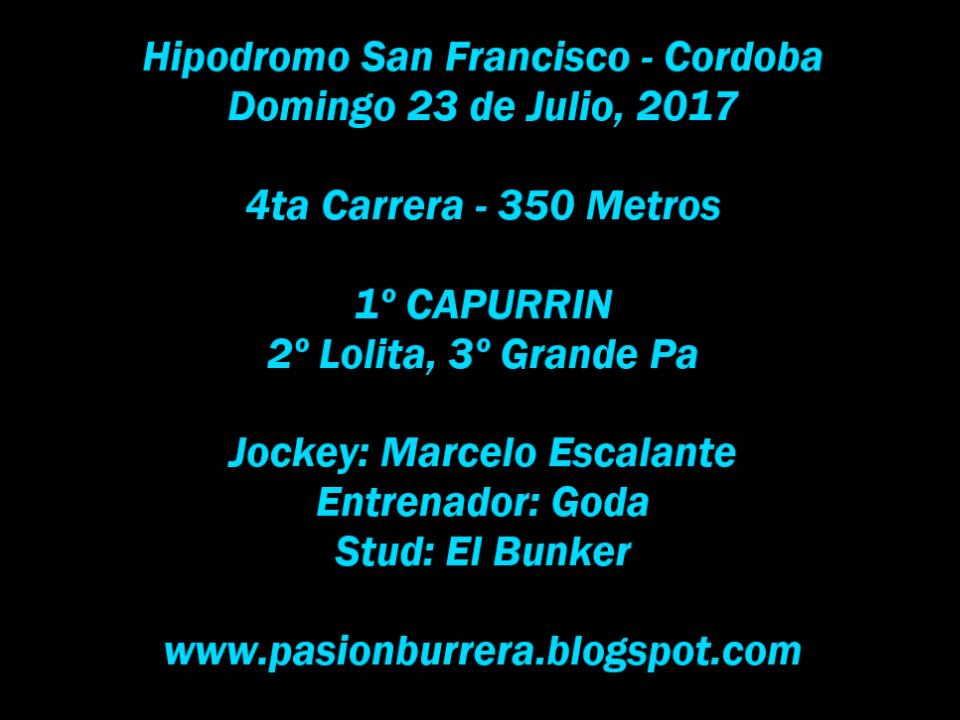 Hipodromo San Francisco - Cordoba
Domingo 23 de Julio, 2017
4ta Carrera - 350 Metros
1º CAPURRIN
2º Lolita, 3º Grande Pa
Jockey: Marcelo Escalante
Entrenador: Goda
Stud: El Bunker
www.pasionburrera.blogspot.com